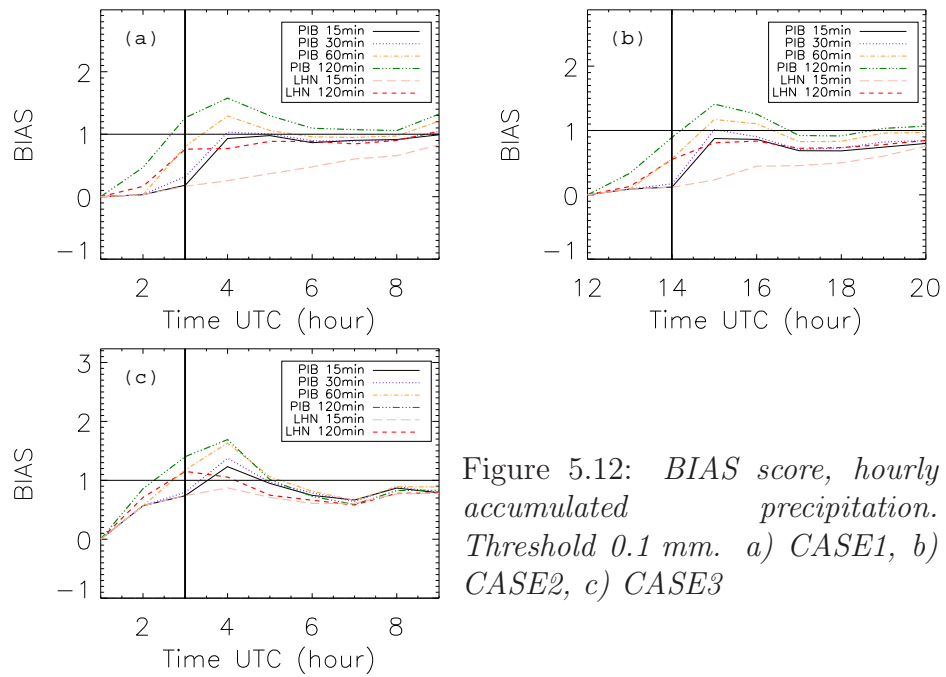 (a)
PIB 15min
PIB 30min
PIB 60min
PIB 120min
LHN 15min
LHN 120min
BIAS
2
1
0
−1
2 4 6 8
Time UTC (hour)
(b)
PIB 15min
PIB 30min
PIB 60min
PIB 120min
LHN 15min
LHN 120min
BIAS
2
1
0
−1
12 14 16 18 20
Time UTC (hour)
(c)
PIB 15min
PIB 30min
PIB 60min
PIB 120min
LHN 15min
LHN 120min
BIAS
3
2
1
0
−1
2 4 6 8
Time UTC (hour)
Figure 5.12: BIAS score, hourly
accumulated precipitation.
Threshold 0.1 mm. a) CASE1, b)
CASE2, c) CASE3